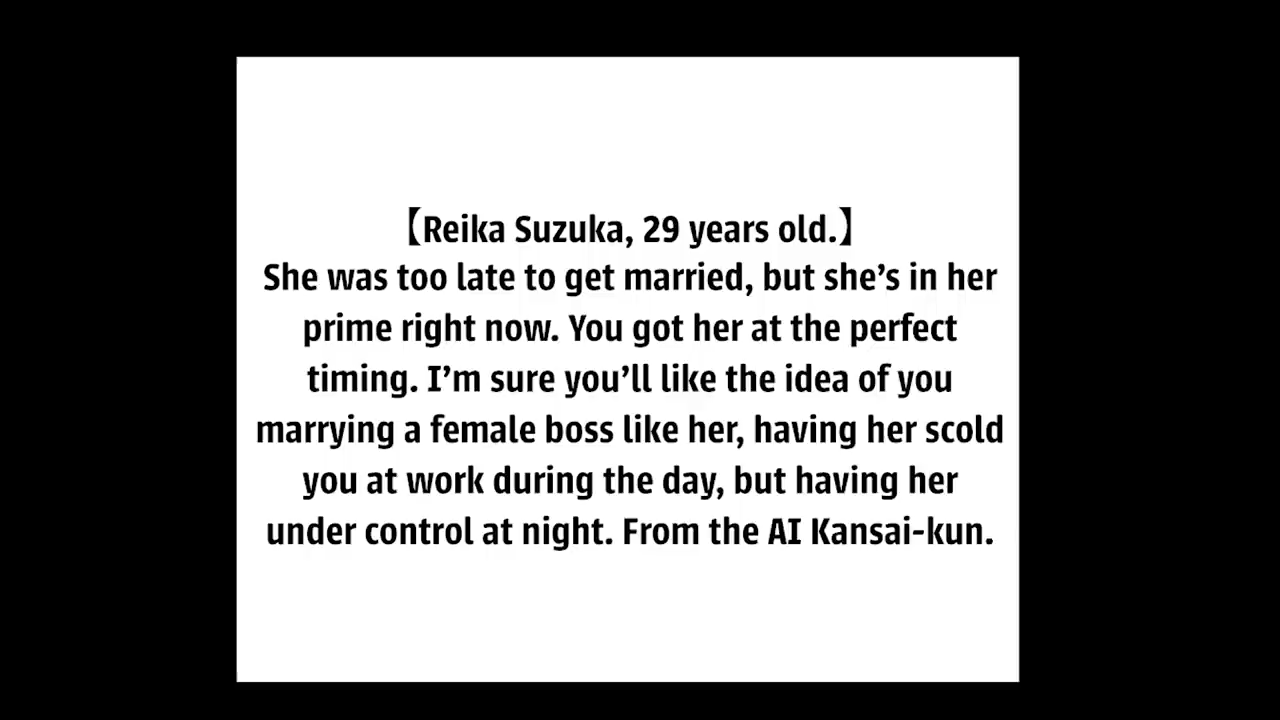 【Reika Suzuka, 29 years old.】
She was too late to get married, but she's in her
prime right now. You got her at the perfect
timing. I'm sure you'll like the idea of you
marrying a female boss like her, having her scold
you at work during the day, but having her
under control at night. From the AI Kansai-kun.